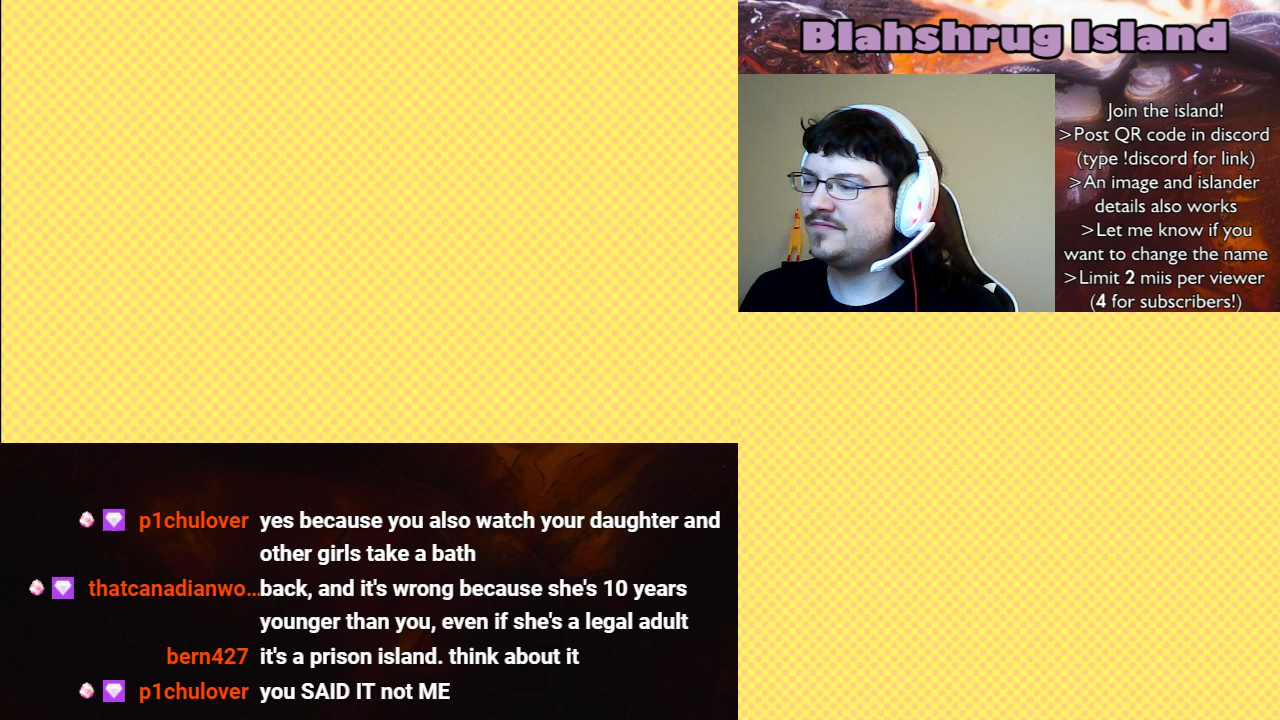 Blahshrug Island
Join the island!
>Post QR code in discord
(type !discord for link)
>An image and islander
details also works
>Let me know if you
want to change the name
>Limit 2 miis per viewer
(4 for subscribers!)
p1chulover yes because you also watch your daughter and
other girls take a bath
thatcanadianwo... back, and it's wrong because she's 10 years
younger than you, even if she's a legal adult
bern427 it's a prison island. think about it
p1chulover you SAID IT not ME